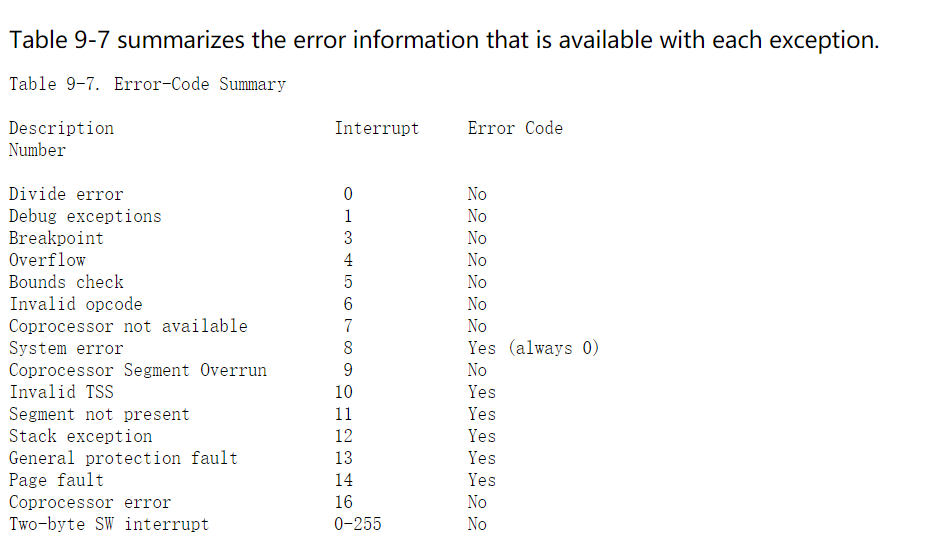 Table 9-7 summarizes the error information that is available with each exception.
Table 9-7. Error-Code Summary
Description Interrupt Error Code
Number
Divide error 0 No
Debug exceptions 1 No
Breakpoint 3 No
Overflow 4 No
Bounds check 5 No
Invalid opcode 6 No
Coprocessor not available 7 No
System error 8 Yes (always 0)
Coprocessor Segment Overrun 9 No
Invalid TSS 10 Yes
Segment not present 11 Yes
Stack exception 12 Yes
General protection fault 13 Yes
Page fault 14 Yes
Coprocessor error 16 No
Two-byte SW interrupt 0-255 No